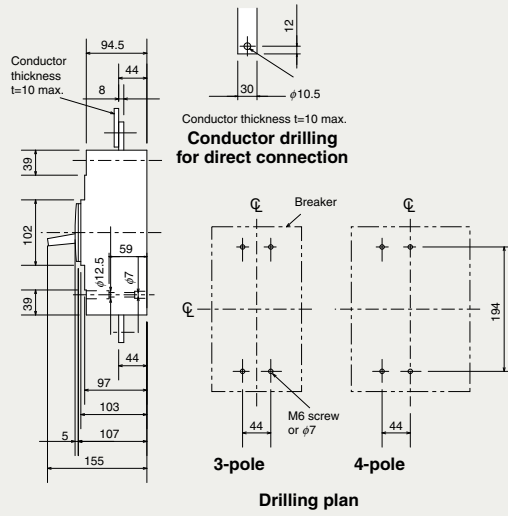 94.5
44
Conductor
thickness
t=10 max.
8
39
102
39
59
φ12.5
φ7
44
97
103
5
107
155
12
30
φ10.5
Conductor thickness t=10 max.
Conductor drilling
for direct connection
℄
Breaker
℄
℄
194
M6 screw
or φ7
44
44
3-pole
4-pole
Drilling plan